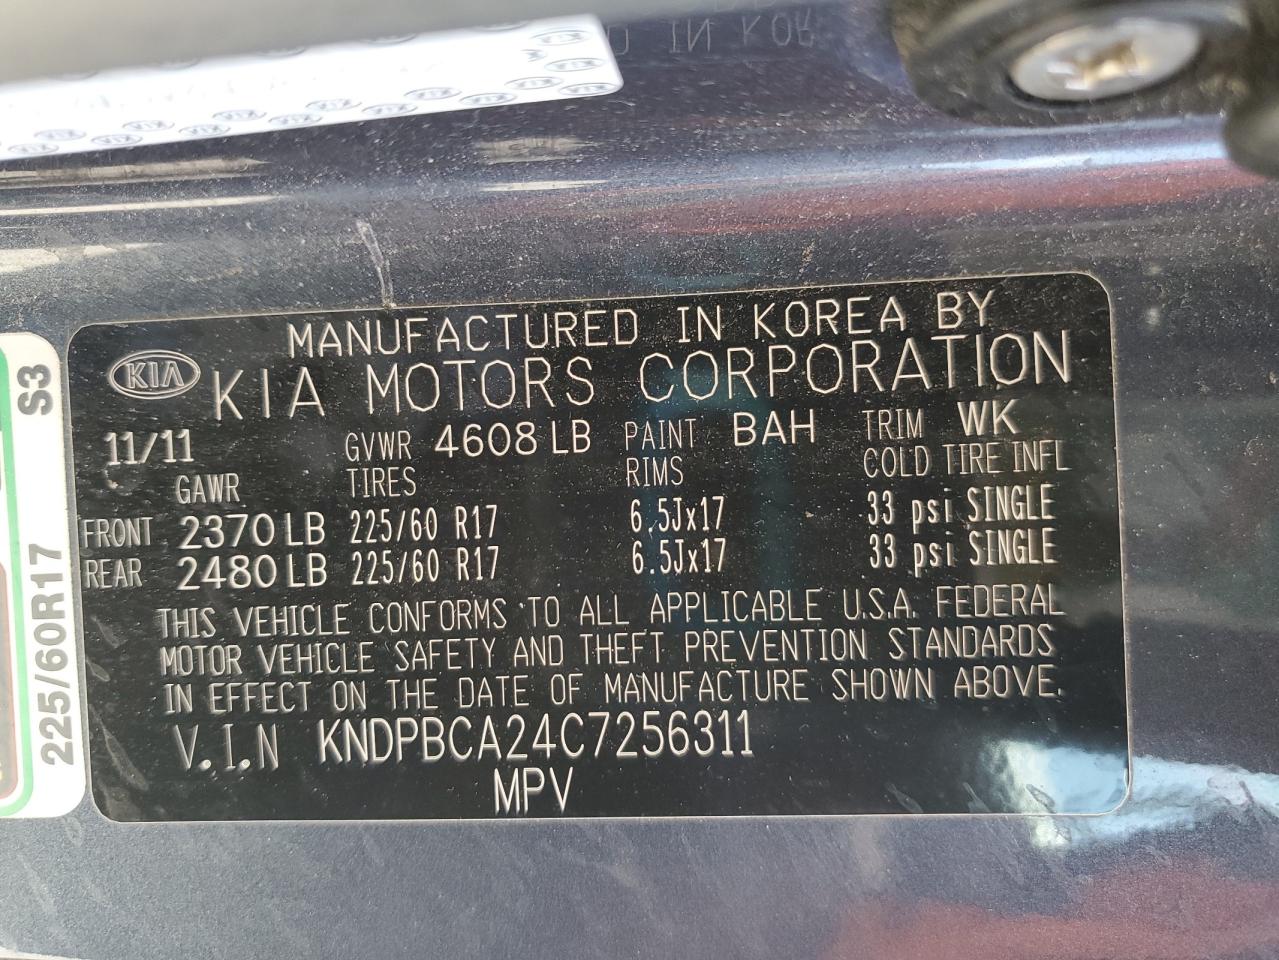 MANUFACTURED IN KOREA BY
KIA KIA MOTORS CORPORATION
11/11 GVWR 4608 LB PAINT BAH TRIM WK
GAWR TIRES RIMS COLD TIRE INFL
FRONT 2370 LB 225/60 R17 6.5Jx17 33 psi SINGLE
REAR 2480 LB 225/60 R17 6.5Jx17 33 psi SINGLE
THIS VEHICLE CONFORMS TO ALL APPLICABLE U.S.A. FEDERAL
MOTOR VEHICLE SAFETY AND THEFT PREVENTION STANDARDS
IN EFFECT ON THE DATE OF MANUFACTURE SHOWN ABOVE.
V.I.N KNDPBCA24C7256311
MPV
225/60R17 S3